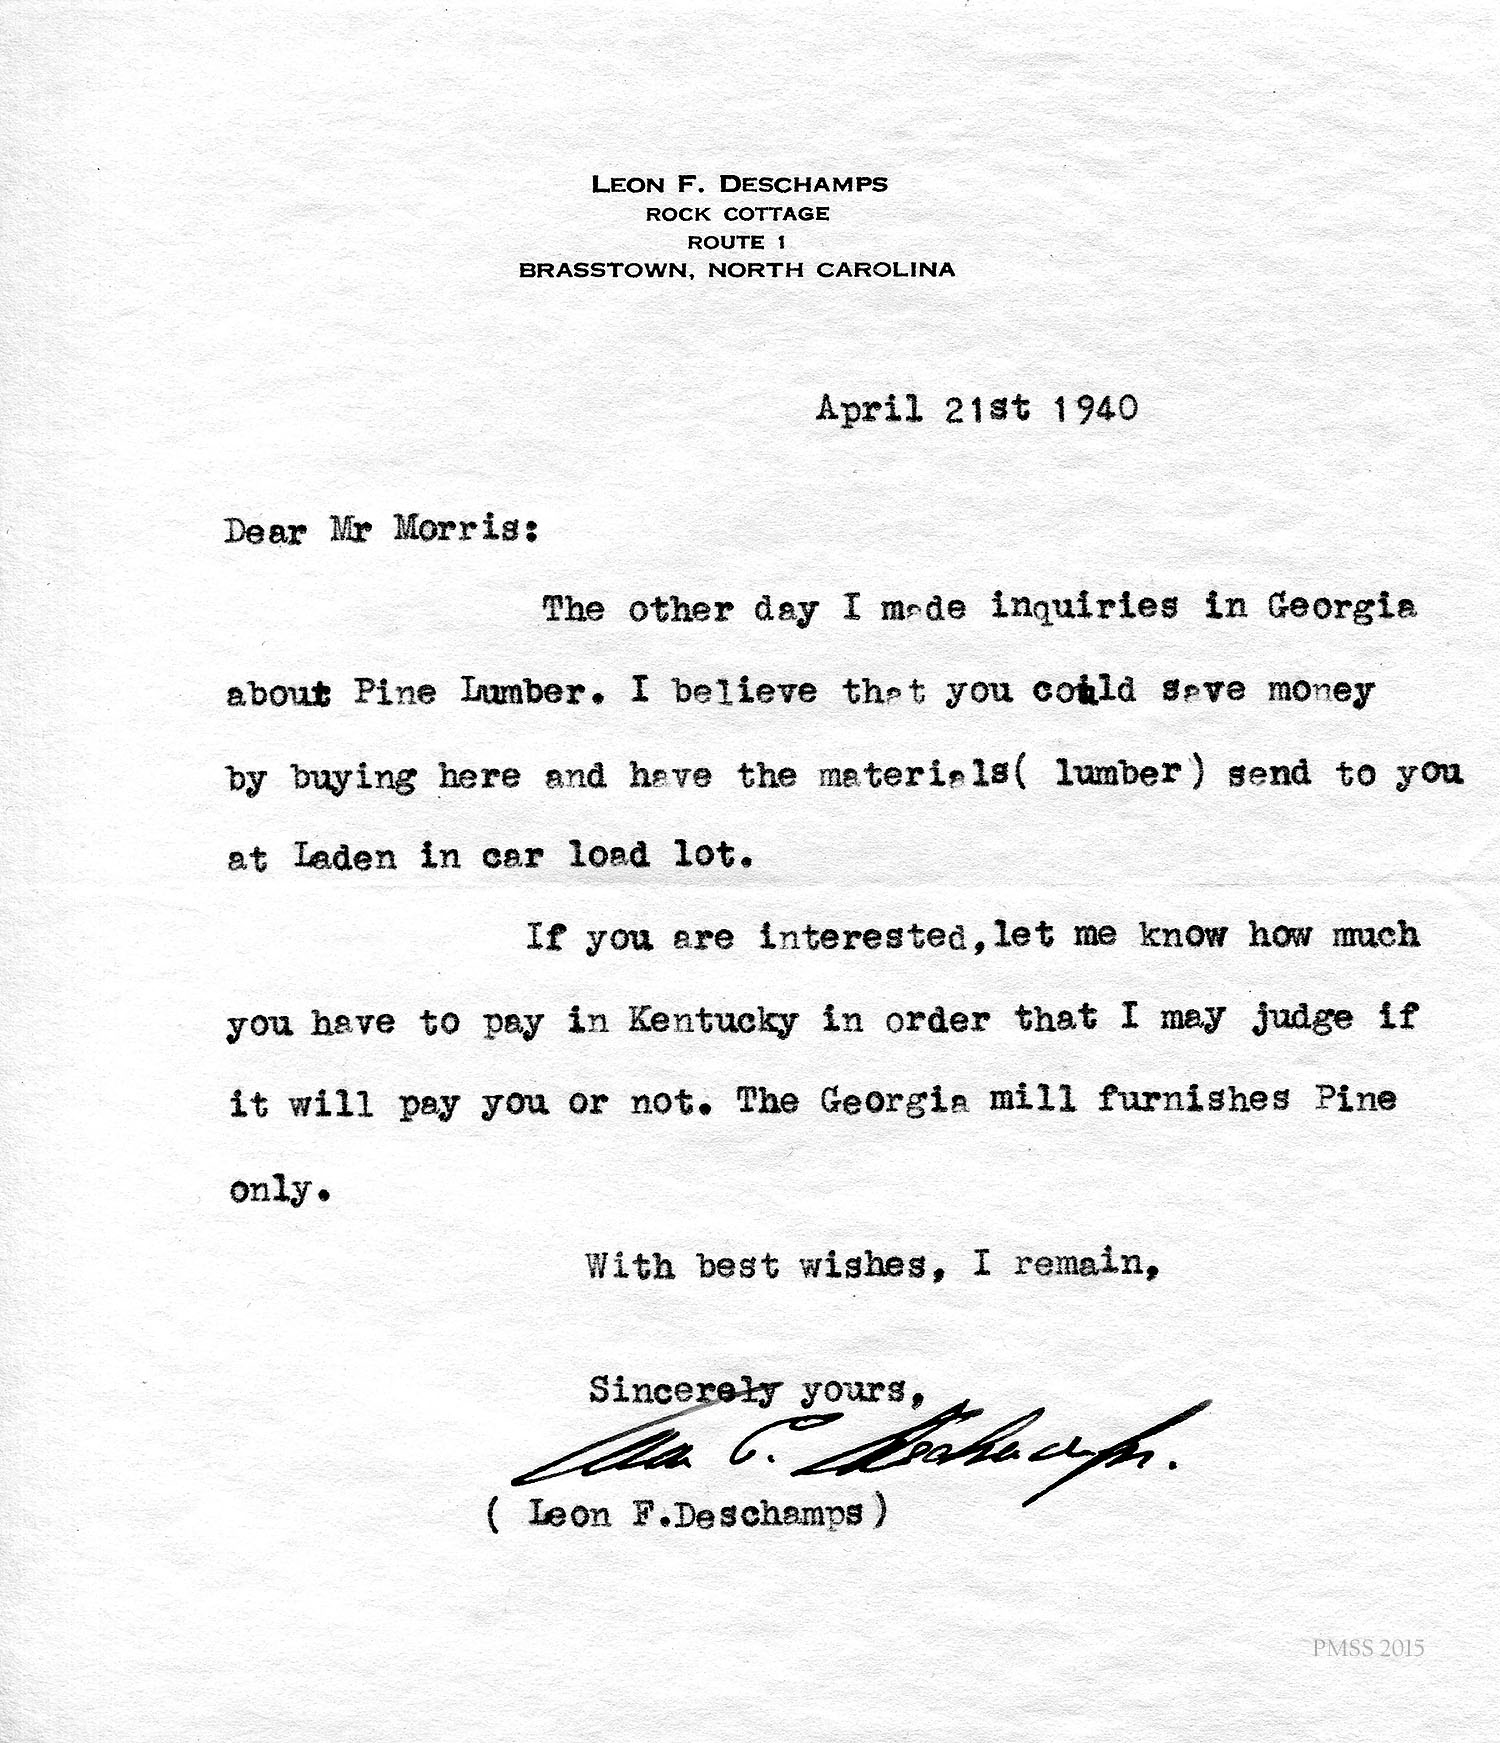 LEON F. DESCHAMPS
ROCK COTTAGE
ROUTE 1
BRASSTOWN, NORTH CAROLINA
April 21st 1940
Dear Mr Morris:
The other day I made inquiries in Georgia
about Pine Lumber. I believe that you could save money
by buying here and have the materials( lumber) send to you
at Laden in car load lot.
If you are interested,let me know how much
you have to pay in Kentucky in order that I may judge if
it will pay you or not. The Georgia mill furnishes Pine
only.
With best wishes, I remain,
Sincerely yours,
Leon F. Deschamps.
( Leon F.Deschamps)
PMSS 2015